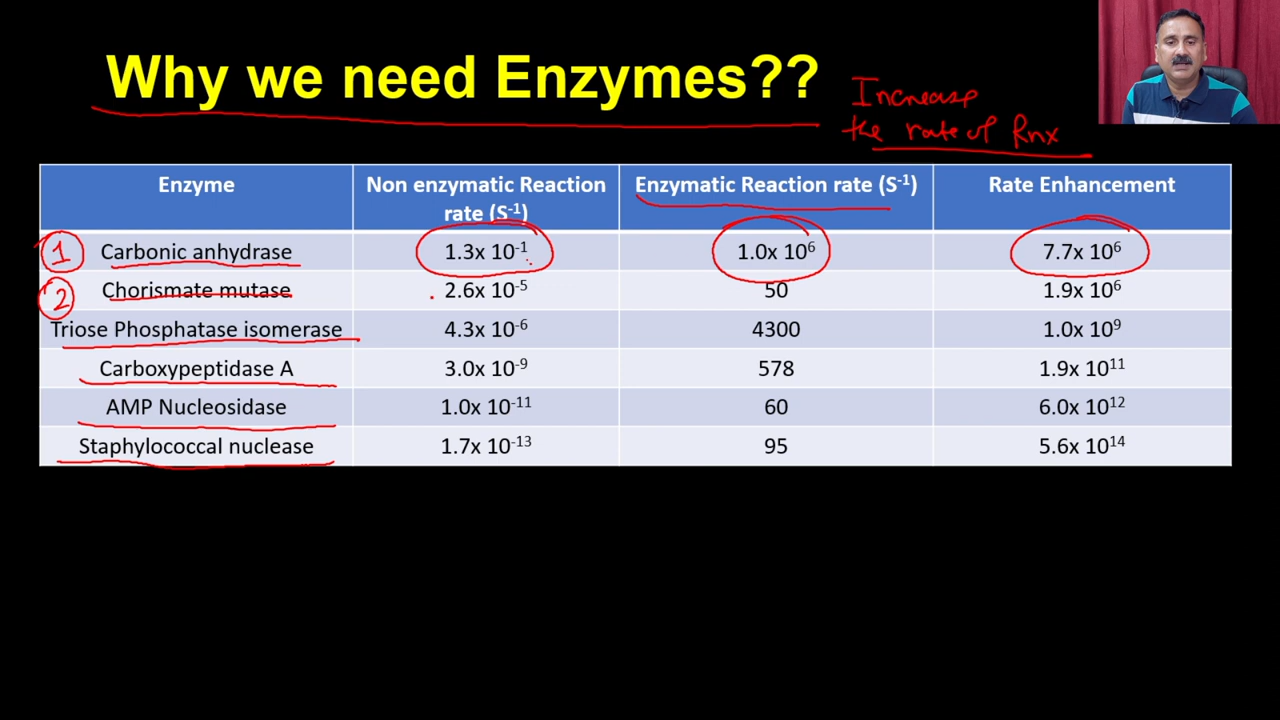 Why we need Enzymes??
Increase
the rate of Rnx
Enzyme Non enzymatic Reaction rate (S⁻¹) Enzymatic Reaction rate (S⁻¹) Rate Enhancement
1 Carbonic anhydrase 1.3x 10⁻¹ 1.0x 10⁶ 7.7x 10⁶
2 Chorismate mutase 2.6x 10⁻⁵ 50 1.9x 10⁶
Triose Phosphatase isomerase 4.3x 10⁻⁶ 4300 1.0x 10⁹
Carboxypeptidase A 3.0x 10⁻⁹ 578 1.9x 10¹¹
AMP Nucleosidase 1.0x 10⁻¹¹ 60 6.0x 10¹²
Staphylococcal nuclease 1.7x 10⁻¹³ 95 5.6x 10¹⁴